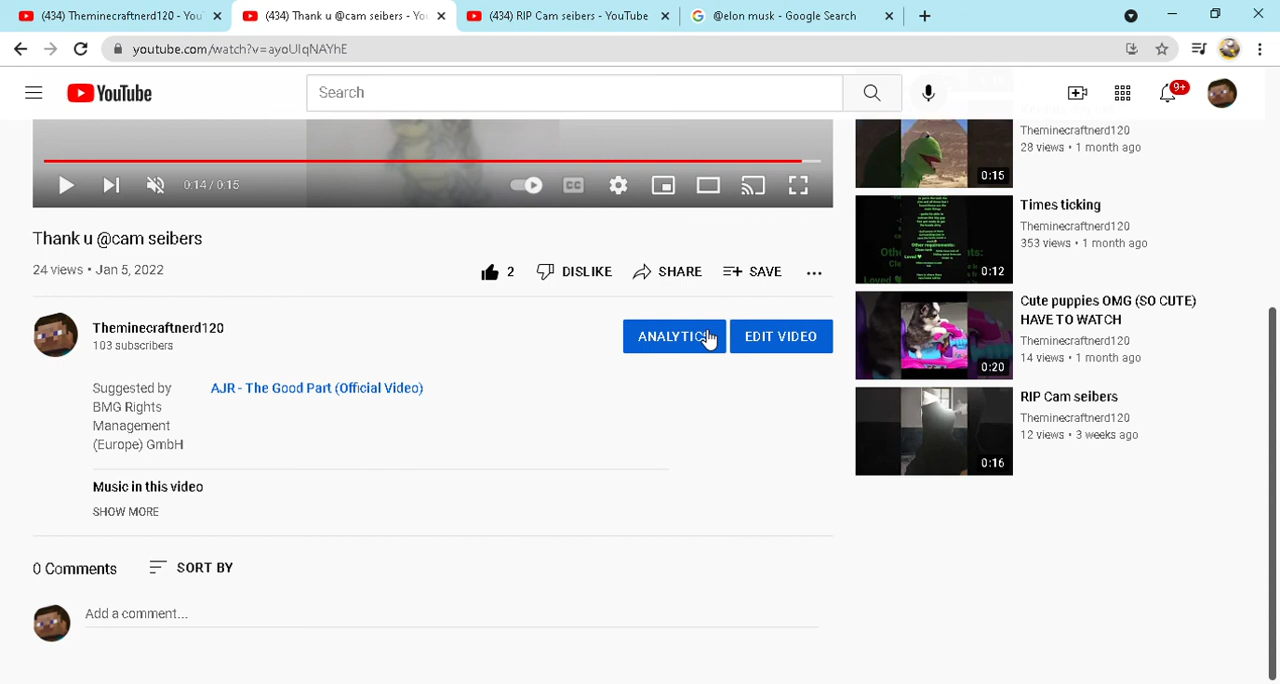 (434) Theminecraftnerd120 - YouT
(434) Thank u @cam seibers - You
(434) RIP Cam seibers - YouTube
@elon musk - Google Search
youtube.com/watch?v=ayoUIqNAYhE
YouTube
Search
9+
Theminecraftnerd120
28 views • 1 month ago
0:15
Times ticking
Theminecraftnerd120
353 views • 1 month ago
Other requirements:
Loved
0:12
Cute puppies OMG (SO CUTE)
HAVE TO WATCH
Theminecraftnerd120
14 views • 1 month ago
0:20
RIP Cam seibers
Theminecraftnerd120
12 views • 3 weeks ago
0:16
0:14 / 0:15
CC
Thank u @cam seibers
24 views • Jan 5, 2022
2
DISLIKE
SHARE
SAVE
Theminecraftnerd120
103 subscribers
ANALYTICS
EDIT VIDEO
Suggested by
BMG Rights
Management
(Europe) GmbH
AJR - The Good Part (Official Video)
Music in this video
SHOW MORE
0 Comments
SORT BY
Add a comment...